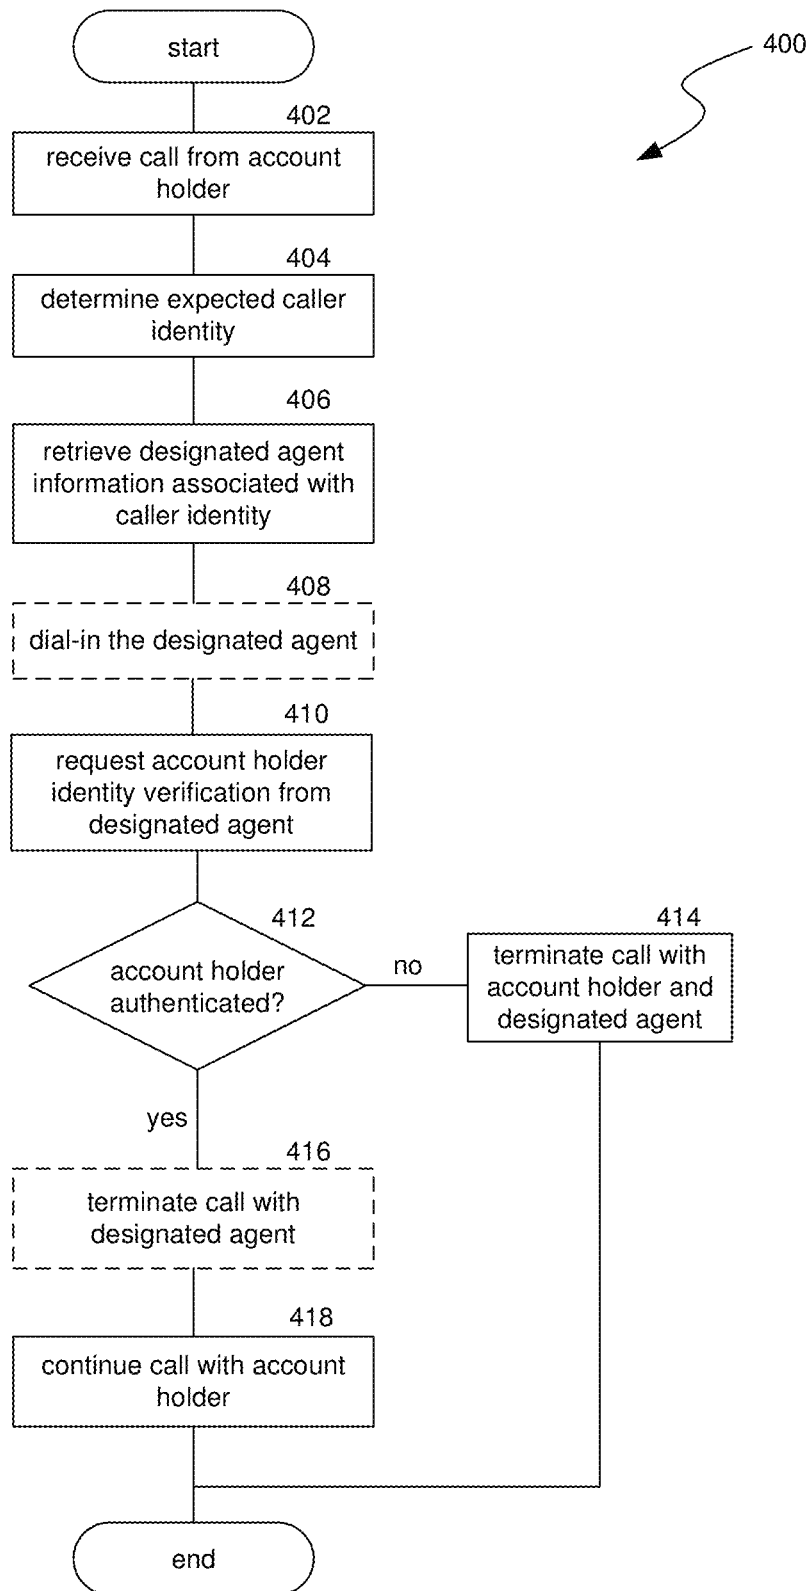 start
400
402
receive call from account
holder
404
determine expected caller
identity
406
retrieve designated agent
information associated with
caller identity
408
dial-in the designated agent
410
request account holder
identity verification from
designated agent
412
account holder
authenticated?
no
414
terminate call with
account holder and
designated agent
yes
416
terminate call with
designated agent
418
continue call with account
holder
end